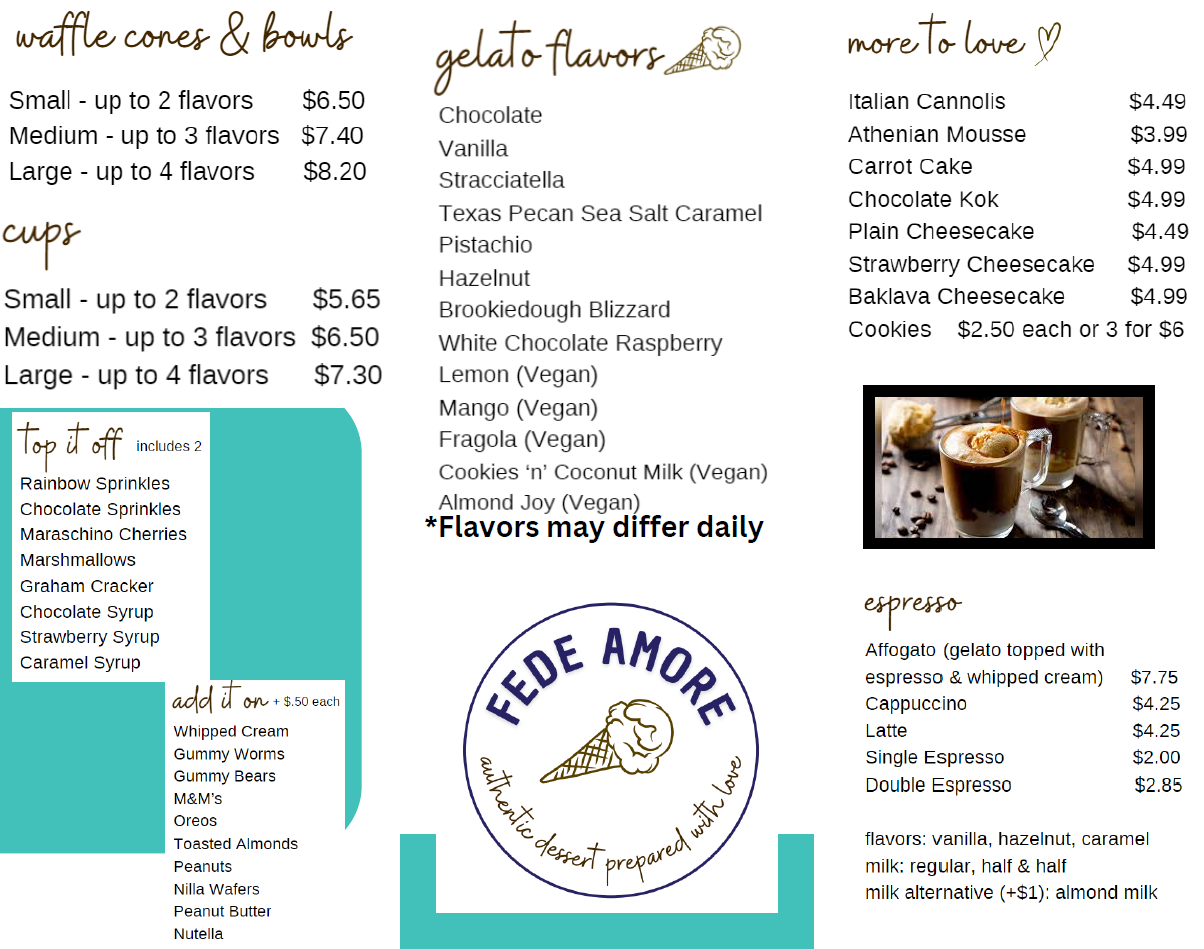 waffle cones & bowls
Small - up to 2 flavors $6.50
Medium - up to 3 flavors $7.40
Large - up to 4 flavors $8.20
cups
Small - up to 2 flavors $5.65
Medium - up to 3 flavors $6.50
Large - up to 4 flavors $7.30
top it off includes 2
Rainbow Sprinkles
Chocolate Sprinkles
Maraschino Cherries
Marshmallows
Graham Cracker
Chocolate Syrup
Strawberry Syrup
Caramel Syrup
add it on + $.50 each
Whipped Cream
Gummy Worms
Gummy Bears
M&M's
Oreos
Toasted Almonds
Peanuts
Nilla Wafers
Peanut Butter
Nutella
gelato flavors
Chocolate
Vanilla
Stracciatella
Texas Pecan Sea Salt Caramel
Pistachio
Hazelnut
Brookiedough Blizzard
White Chocolate Raspberry
Lemon (Vegan)
Mango (Vegan)
Fragola (Vegan)
Cookies ‘n’ Coconut Milk (Vegan)
Almond Joy (Vegan)
*Flavors may differ daily
FEDE AMORE
authentic dessert prepared with love
more to love
Italian Cannolis $4.49
Athenian Mousse $3.99
Carrot Cake $4.99
Chocolate Kok $4.99
Plain Cheesecake $4.49
Strawberry Cheesecake $4.99
Baklava Cheesecake $4.99
Cookies $2.50 each or 3 for $6
espresso
Affogato (gelato topped with
espresso & whipped cream) $7.75
Cappuccino $4.25
Latte $4.25
Single Espresso $2.00
Double Espresso $2.85
flavors: vanilla, hazelnut, caramel
milk: regular, half & half
milk alternative (+$1): almond milk